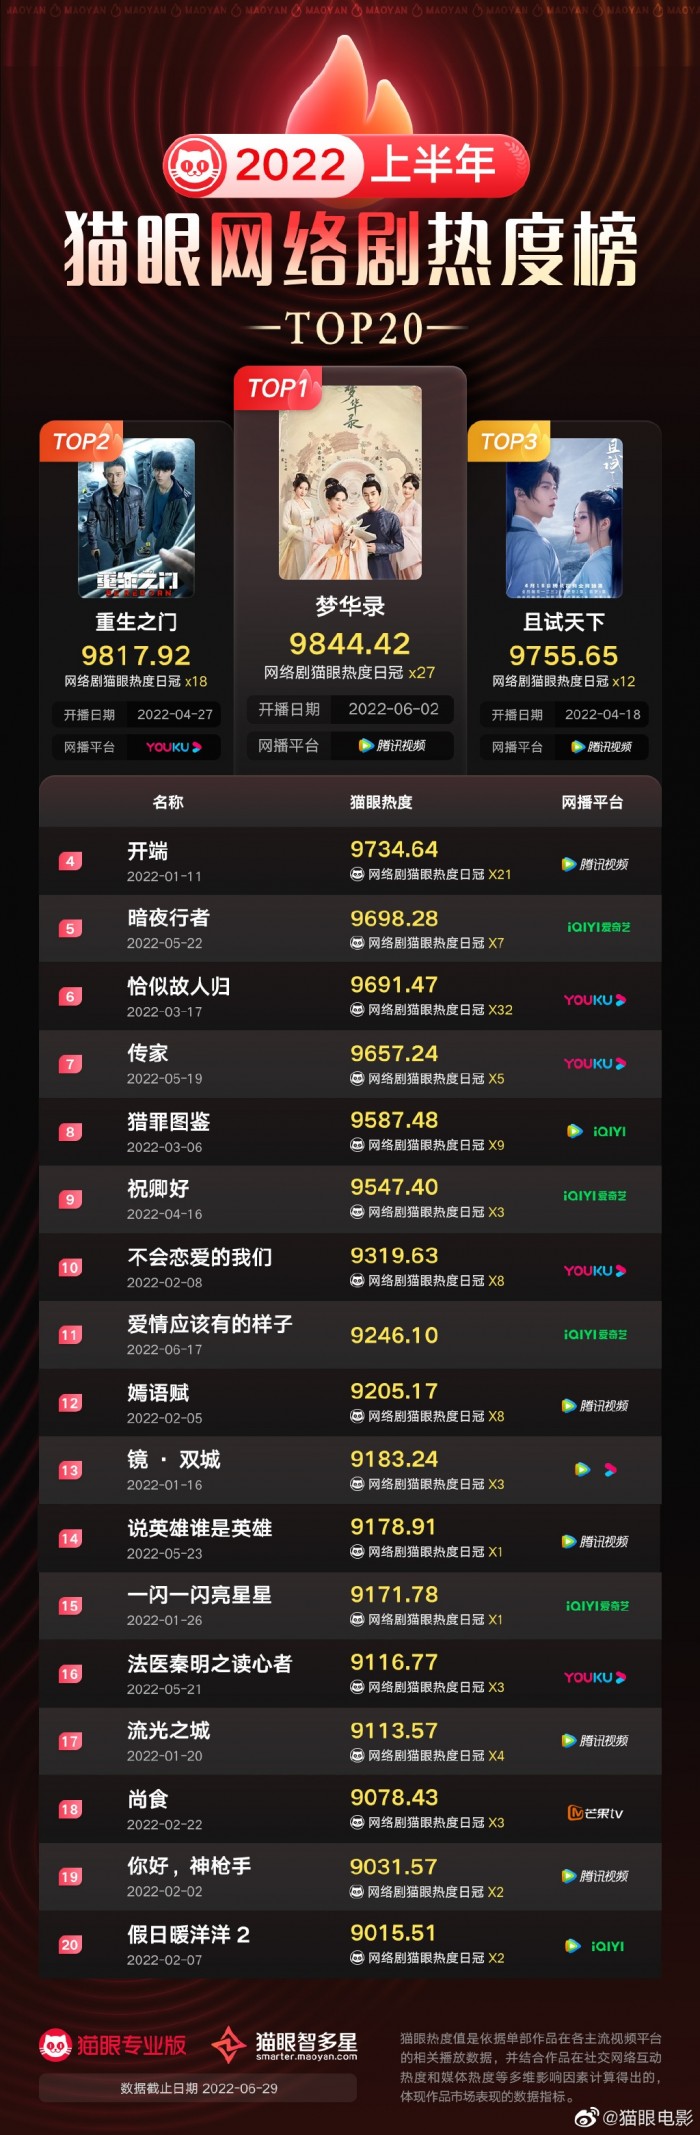 MAOYAN MAOYAN MAOYAN MAOYAN MAOYAN MAOYAN MAOYAN MAOYAN
2022 上半年
猫眼网络剧热度榜
TOP20
TOP1
梦华录
梦华录
9844.42
网络剧猫眼热度日冠 x27
开播日期 2022-06-02
网播平台 腾讯视频
TOP2
重生之门
重生之门
9817.92
网络剧猫眼热度日冠 x18
开播日期 2022-04-27
网播平台 YOUKU
TOP3
且试天下
且试天下
9755.65
网络剧猫眼热度日冠 x12
开播日期 2022-04-18
网播平台 腾讯视频
名称 猫眼热度 网播平台
4 开端 9734.64 腾讯视频
2022-01-11 网络剧猫眼热度日冠 X21
5 暗夜行者 9698.28 iQIYI爱奇艺
2022-05-22 网络剧猫眼热度日冠 X7
6 恰似故人归 9691.47 YOUKU
2022-03-17 网络剧猫眼热度日冠 X32
7 传家 9657.24 YOUKU
2022-05-19 网络剧猫眼热度日冠 X5
8 猎罪图鉴 9587.48 iQIYI
2022-03-06 网络剧猫眼热度日冠 X9
9 祝卿好 9547.40 iQIYI爱奇艺
2022-04-16 网络剧猫眼热度日冠 X3
10 不会恋爱的我们 9319.63 YOUKU
2022-02-08 网络剧猫眼热度日冠 X8
11 爱情应该有的样子 9246.10 iQIYI爱奇艺
2022-06-17
12 嫣语赋 9205.17 腾讯视频
2022-02-05 网络剧猫眼热度日冠 X8
13 镜 · 双城 9183.24
2022-01-16 网络剧猫眼热度日冠 X3
14 说英雄谁是英雄 9178.91 腾讯视频
2022-05-23 网络剧猫眼热度日冠 X1
15 一闪一闪亮星星 9171.78 iQIYI爱奇艺
2022-01-26 网络剧猫眼热度日冠 X1
16 法医秦明之读心者 9116.77 YOUKU
2022-05-21 网络剧猫眼热度日冠 X3
17 流光之城 9113.57 腾讯视频
2022-01-20 网络剧猫眼热度日冠 X4
18 尚食 9078.43 芒果tv
2022-02-22 网络剧猫眼热度日冠 X3
19 你好，神枪手 9031.57 腾讯视频
2022-02-02 网络剧猫眼热度日冠 X2
20 假日暖洋洋 2 9015.51 iQIYI
2022-02-07 网络剧猫眼热度日冠 X2
猫眼专业版 猫眼智多星
smarter.maoyan.com
数据截止日期 2022-06-29
猫眼热度值是依据单部作品在各主流视频平台
的相关播放数据，并结合作品在社交网络互动
热度和媒体热度等多维影响因素计算得出的，
体现作品市场表现的数据指标。
@猫眼电影